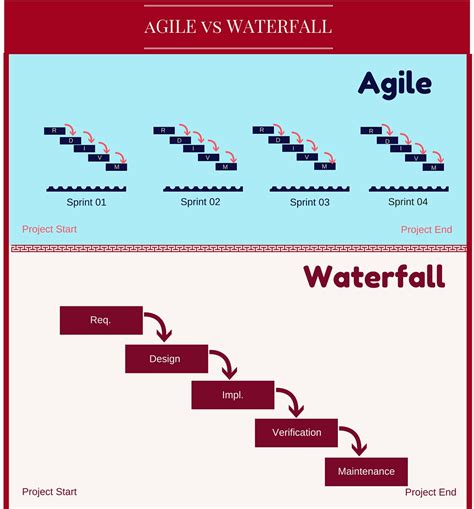 AGILE VS WATERFALL
Agile
R
D
I
V
M
R
D
I
V
M
R
D
I
V
M
R
D
I
V
M
Sprint 01
Sprint 02
Sprint 03
Sprint 04
Project Start
Project End
Waterfall
Req.
Design
Impl.
Verification
Maintenance
Project Start
Project End